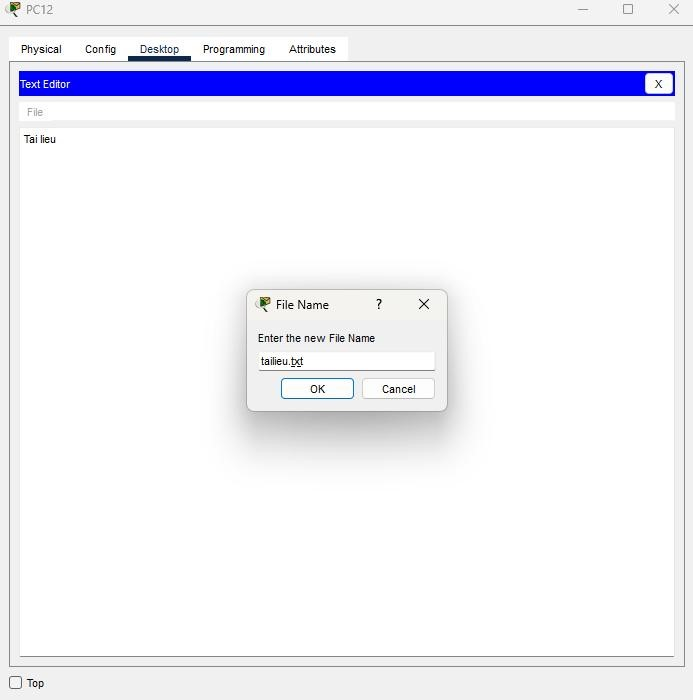 PC12
Physical Config Desktop Programming Attributes
Text Editor X
File
Tai lieu
File Name ?
Enter the new File Name
tailieu.txt
OK Cancel
Top